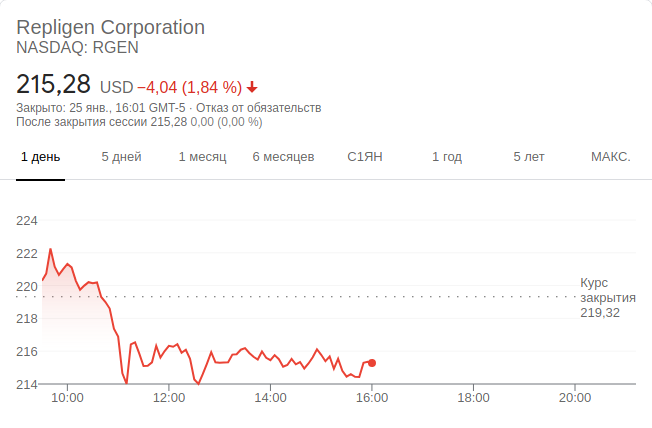 Repligen Corporation
NASDAQ: RGEN
215,28 USD −4,04 (1,84 %)
Закрыто: 25 янв., 16:01 GMT-5 · Отказ от обязательств
После закрытия сессии 215,28 0,00 (0,00 %)
1 день 5 дней 1 месяц 6 месяцев С1ЯН 1 год 5 лет МАКС.
224
222
220
218
216
214
Курс
закрытия
219,32
10:00 12:00 14:00 16:00 18:00 20:00